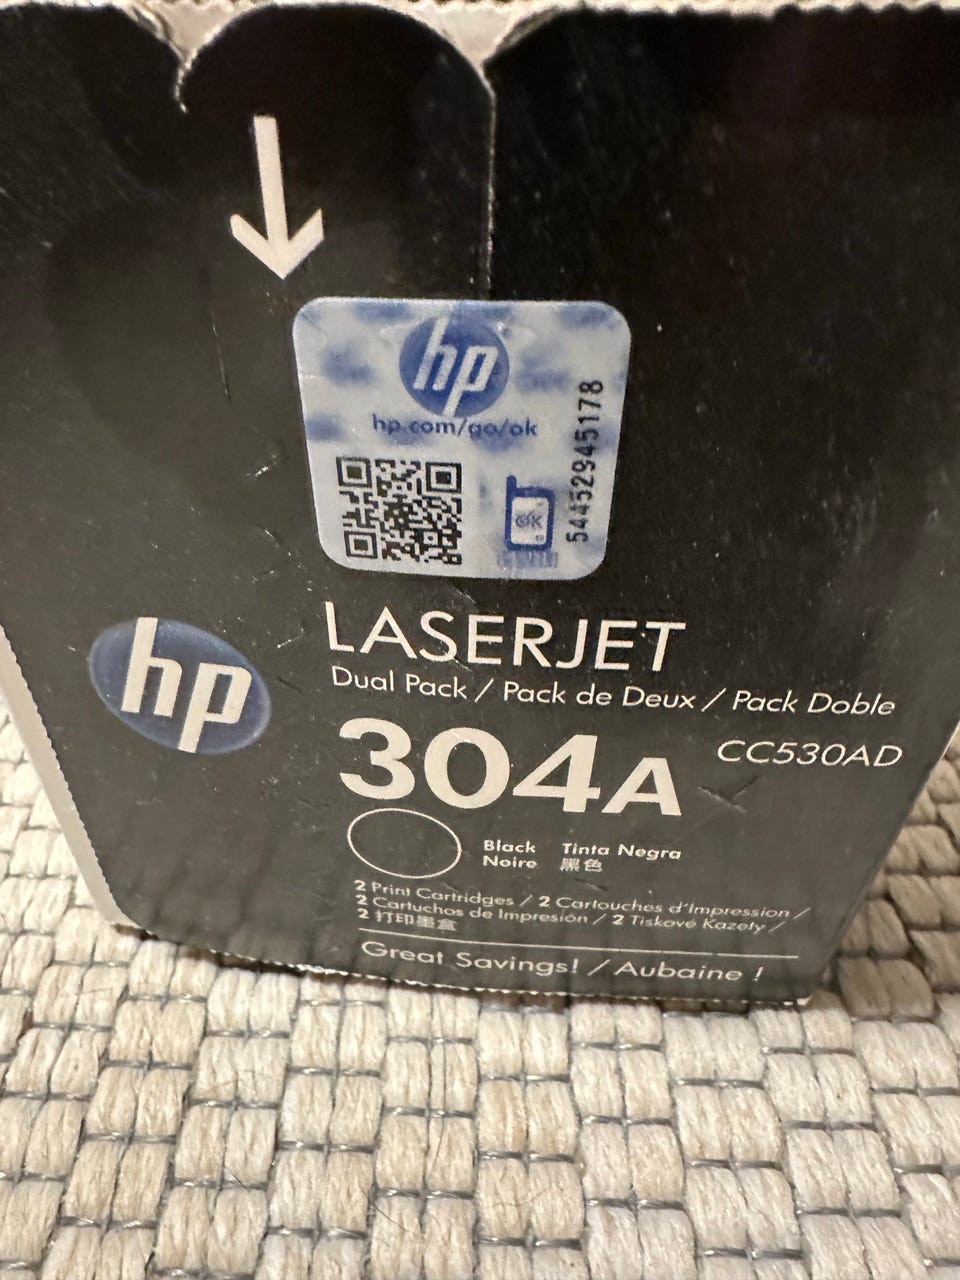 hp
hp.com/go/ok
OK
54452945178
hp
LASERJET
Dual Pack / Pack de Deux / Pack Doble
304A CC530AD
Black Tinta Negra
Noire 黑色
2 Print Cartridges / 2 Cartouches d'Impression /
2 Cartuchos de Impresión / 2 Tiskové Kazety /
2 打印墨盒
Great Savings! / Aubaine !